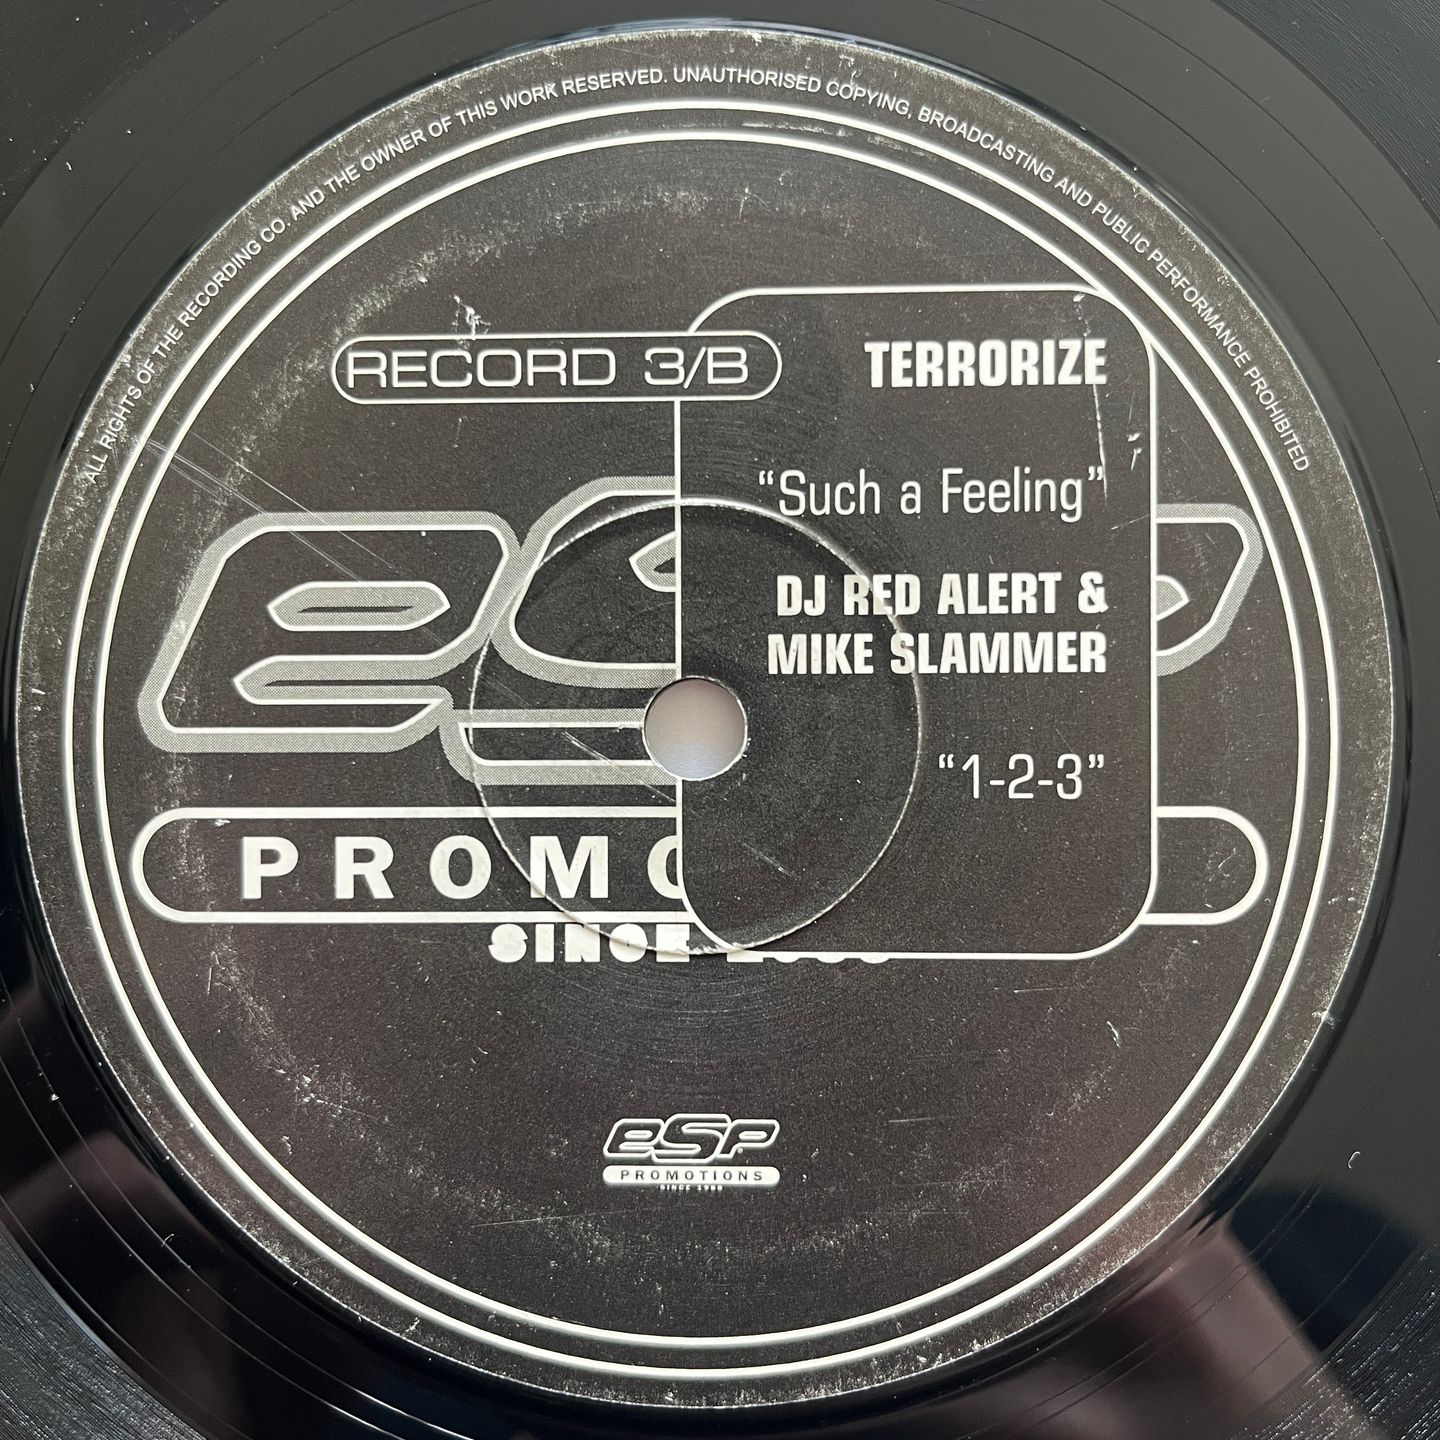 ALL RIGHTS OF THE RECORDING CO. AND THE OWNER OF THIS WORK RESERVED. UNAUTHORISED COPYING, BROADCASTING AND PUBLIC PERFORMANCE PROHIBITED
RECORD 3/B
TERRORIZE
“Such a Feeling”
DJ RED ALERT &
MIKE SLAMMER
“1-2-3”
PROMO
SINCE
eSP
PROMOTIONS